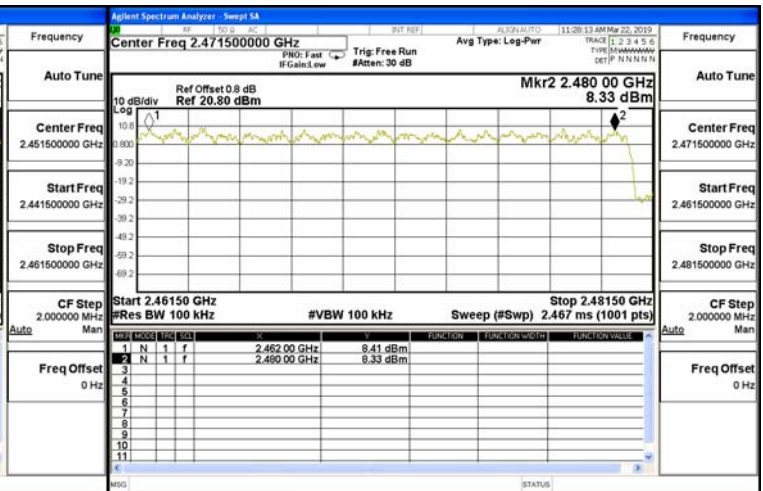 Frequency
Auto Tune
Center Freq
2.451500000 GHz
Start Freq
2.441500000 GHz
Stop Freq
2.461500000 GHz
CF Step
2.000000 MHz
Auto Man
Freq Offset
0 Hz
Agilent Spectrum Analyzer - Swept SA
RF 50 Ω AC INT REF ALIGN AUTO 11:28:13 AM Mar 22, 2019
Center Freq 2.471500000 GHz
PNO: Fast
IFGain:Low
Trig: Free Run
#Atten: 30 dB
Avg Type: Log-Pwr
TRACE 1 2 3 4 5 6
TYPE
DET P N N N N N
Ref Offset 0.8 dB
Ref 20.80 dBm
10 dB/div
Log
Mkr2 2.480 00 GHz
8.33 dBm
1
2
10.8
0.800
-9.20
-19.2
-29.2
-39.2
-49.2
-59.2
-69.2
Start 2.46150 GHz
Stop 2.48150 GHz
#Res BW 100 kHz
#VBW 100 kHz
Sweep (#Swp) 2.467 ms (1001 pts)
MKR MODE TRC SCL X Y FUNCTION FUNCTION WIDTH FUNCTION VALUE
1 N 1 f 2.462 00 GHz 8.41 dBm
2 N 1 f 2.480 00 GHz 8.33 dBm
3
4
5
6
7
8
9
10
11
MSG
STATUS
Frequency
Auto Tune
Center Freq
2.471500000 GHz
Start Freq
2.461500000 GHz
Stop Freq
2.481500000 GHz
CF Step
2.000000 MHz
Auto Man
Freq Offset
0 Hz